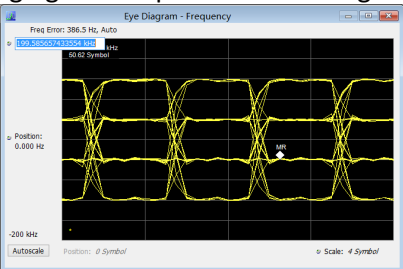 Eye Diagram - Frequency
Freq Error: 386.5 Hz, Auto
199.585657433554 kHz
kHz
50.62 Symbol
Position:
0.000 Hz
MR
-200 kHz
Autoscale
Position: 0 Symbol
Scale: 4 Symbol